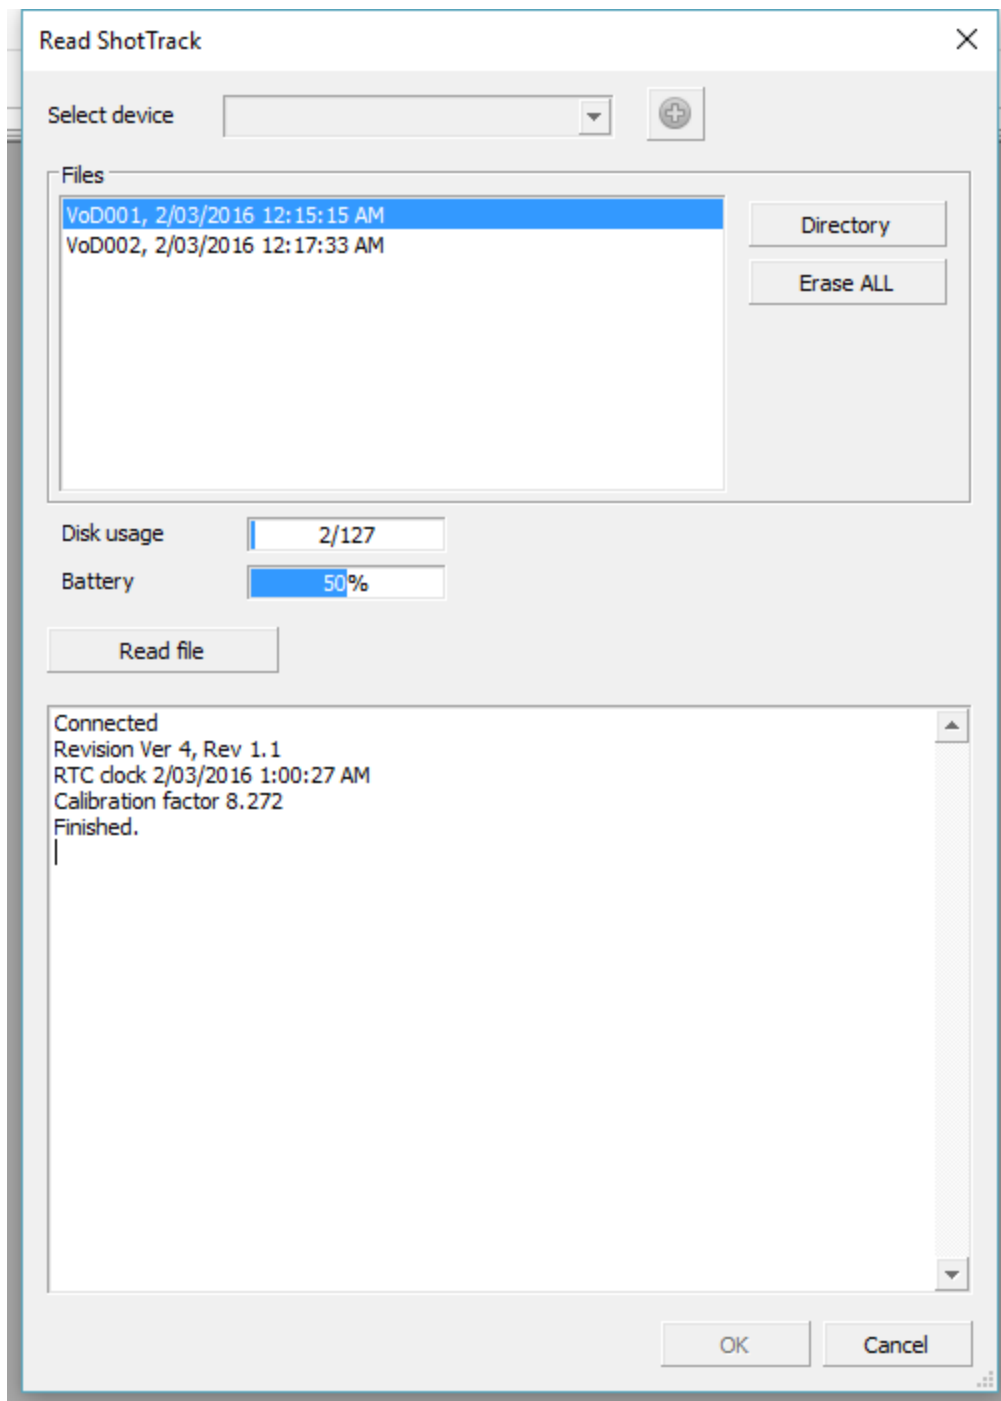 Read ShotTrack
Select device
Files
VoD001, 2/03/2016 12:15:15 AM
VoD002, 2/03/2016 12:17:33 AM
Directory
Erase ALL
Disk usage
2/127
Battery
50%
Read file
Connected
Revision Ver 4, Rev 1.1
RTC clock 2/03/2016 1:00:27 AM
Calibration factor 8.272
Finished.
OK
Cancel